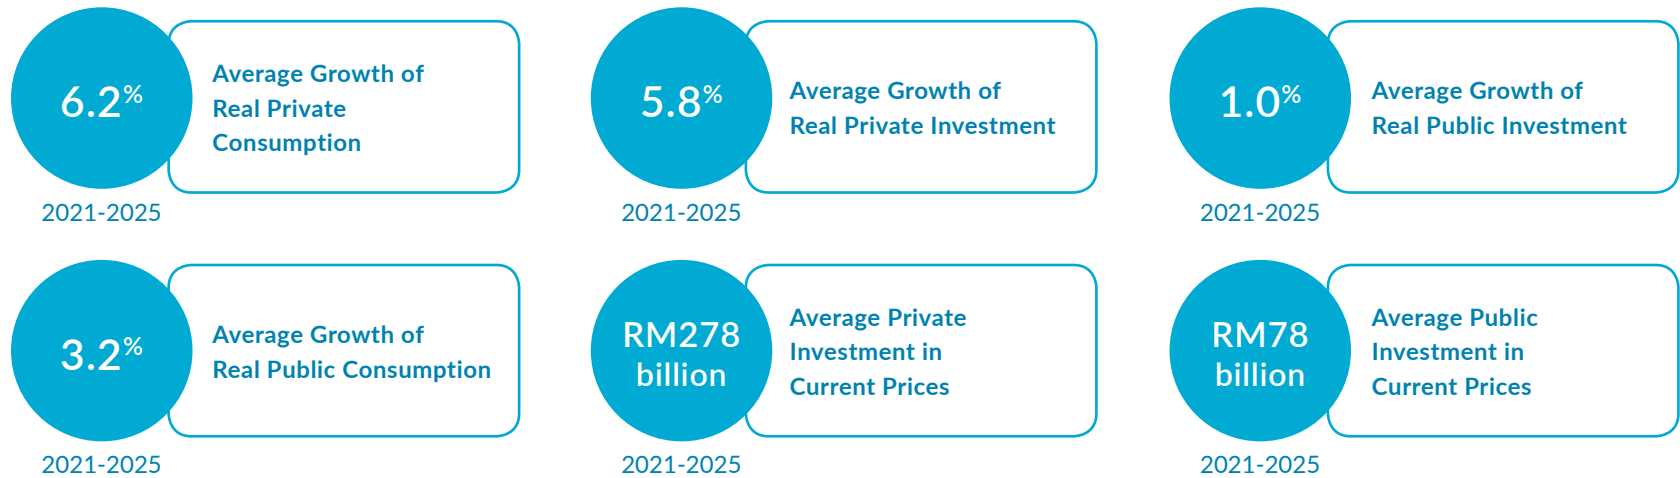 6.2%
Average Growth of
Real Private
Consumption
2021-2025
5.8%
Average Growth of
Real Private Investment
2021-2025
1.0%
Average Growth of
Real Public Investment
2021-2025
3.2%
Average Growth of
Real Public Consumption
2021-2025
RM278
billion
Average Private
Investment in
Current Prices
2021-2025
RM78
billion
Average Public
Investment in
Current Prices
2021-2025